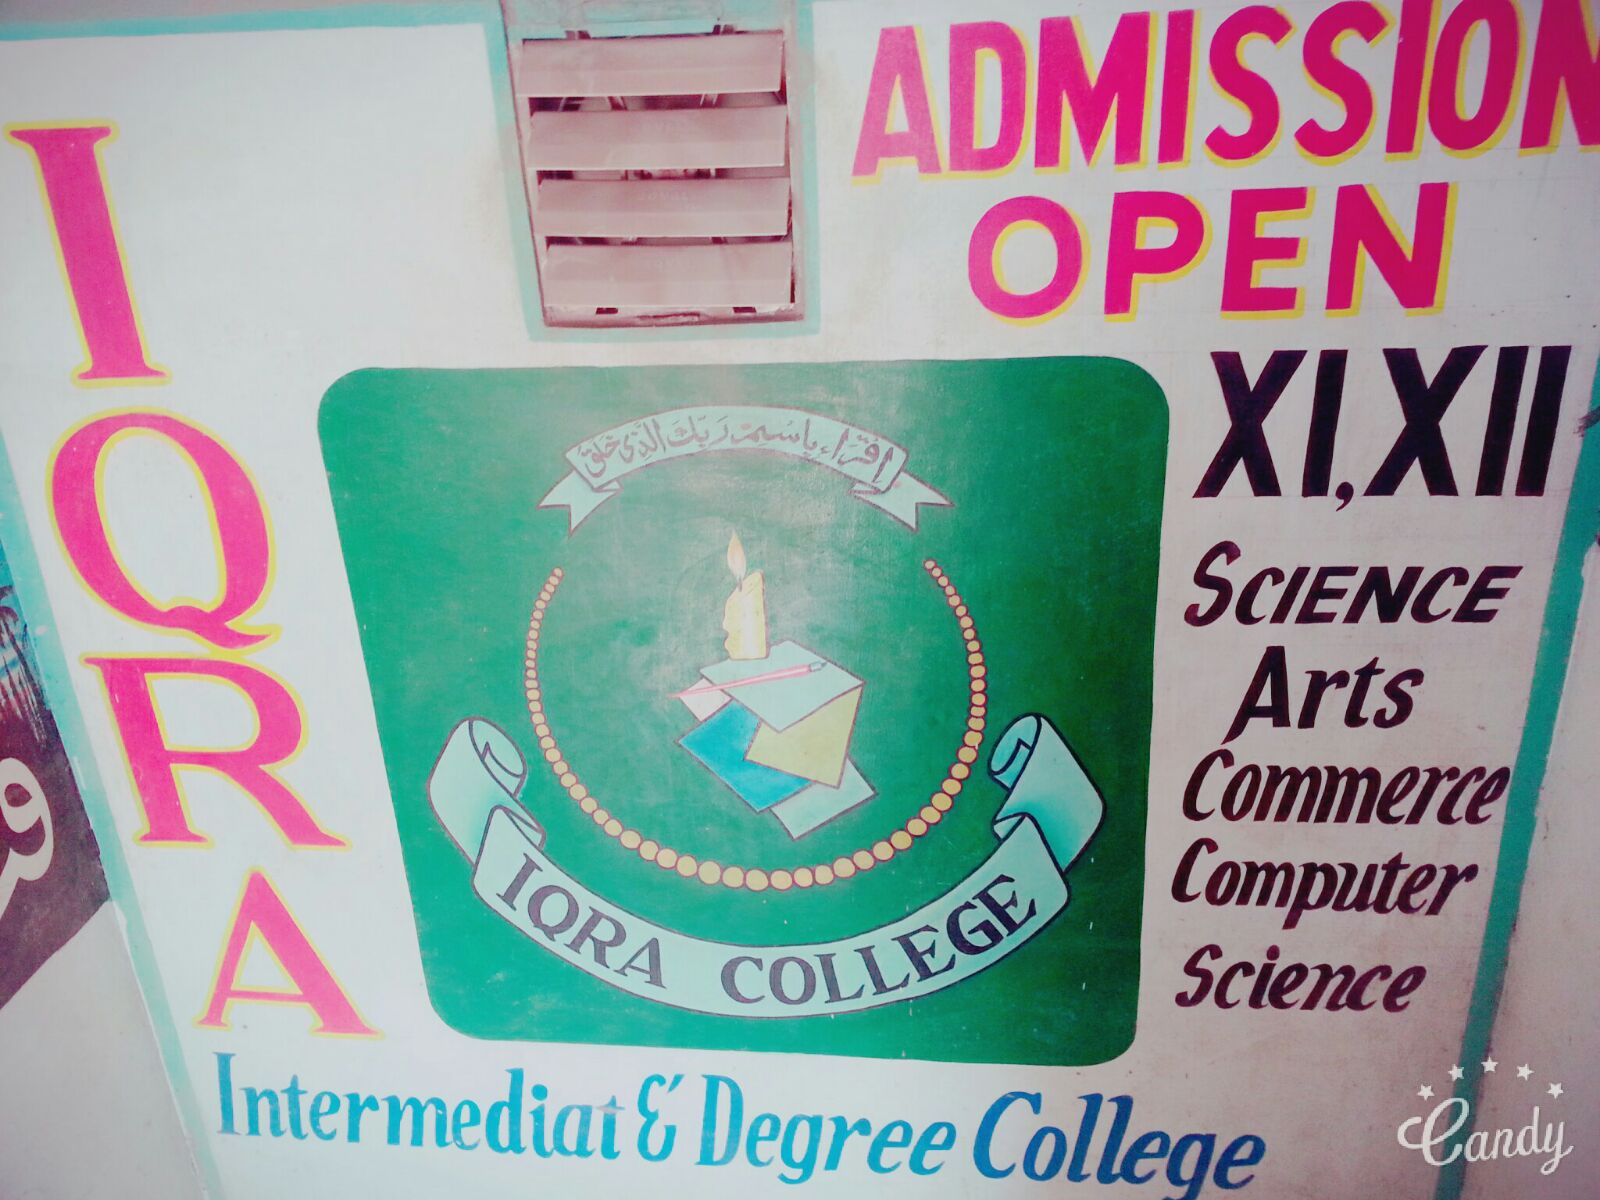 ADMISSION
OPEN
XI, XII
SCIENCE
Arts
Commerce
Computer
Science
IQRA
اقراء باسم ربك الذي خلق
IQRA COLLEGE
Intermediat & Degree College
Candy